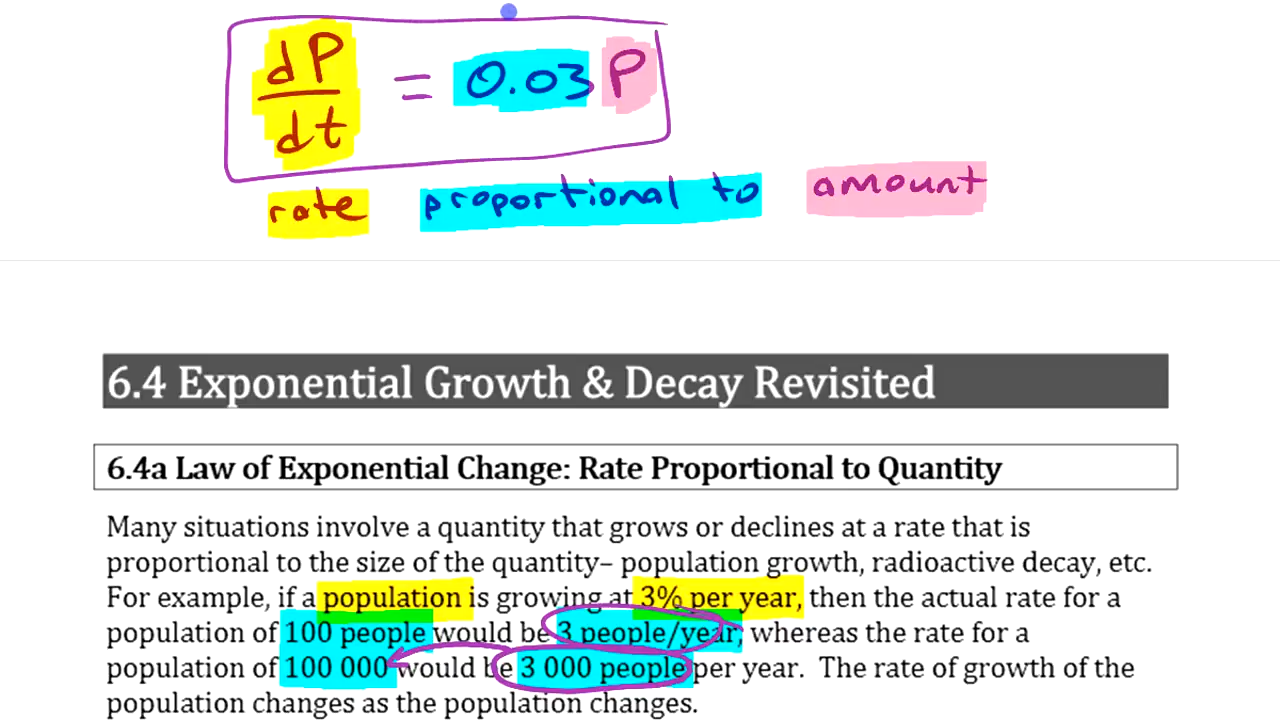 dP
dt
= 0.03 P
rate proportional to amount
6.4 Exponential Growth & Decay Revisited
6.4a Law of Exponential Change: Rate Proportional to Quantity
Many situations involve a quantity that grows or declines at a rate that is
proportional to the size of the quantity– population growth, radioactive decay, etc.
For example, if a population is growing at 3% per year, then the actual rate for a
population of 100 people would be 3 people/year, whereas the rate for a
population of 100 000 would be 3 000 people per year.  The rate of growth of the
population changes as the population changes.